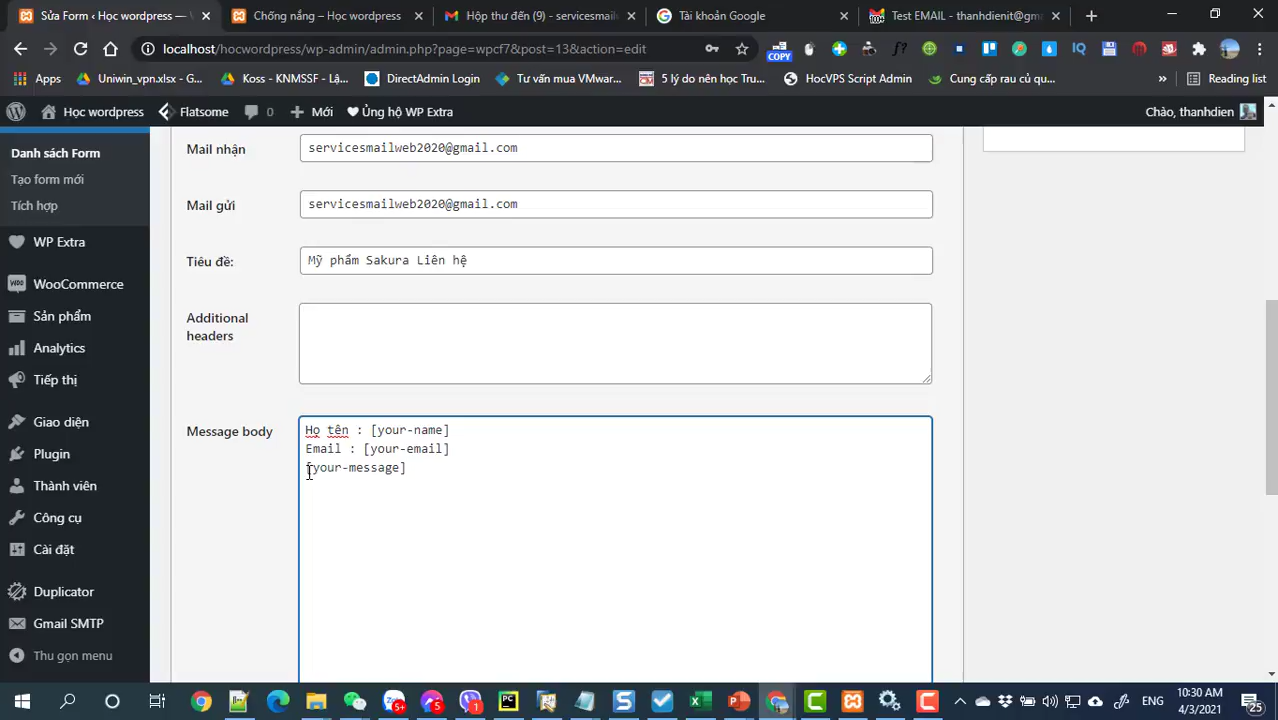 Sửa Form ‹ Học wordpress — W
Chống nắng – Học wordpress
Hộp thư đến (9) - servicesmailw
Tài khoản Google
Test EMAIL - thanhdienit@gm
localhost/hocwordpress/wp-admin/admin.php?page=wpcf7&post=13&action=edit
COPY
Apps
Uniwin_vpn.xlsx - G...
Koss - KNMSSF - Lậ...
DirectAdmin Login
Tư vấn mua VMwar...
5 lý do nên học Tru...
HocVPS Script Admin
Cung cấp rau củ qu...
»
Reading list
Học wordpress
Flatsome
0
Mới
Ủng hộ WP Extra
Chào, thanhdien
Danh sách Form
Tạo form mới
Tích hợp
WP Extra
WooCommerce
Sản phẩm
Analytics
Tiếp thị
Giao diện
Plugin
Thành viên
Công cụ
Cài đặt
Duplicator
Gmail SMTP
Thu gọn menu
Mail nhận
servicesmailweb2020@gmail.com
Mail gửi
servicesmailweb2020@gmail.com
Tiêu đề:
Mỹ phẩm Sakura Liên hệ
Additional
headers
Message body
Họ tên : [your-name]
Email : [your-email]
[your-message]
ENG
10:30 AM
4/3/2021
25